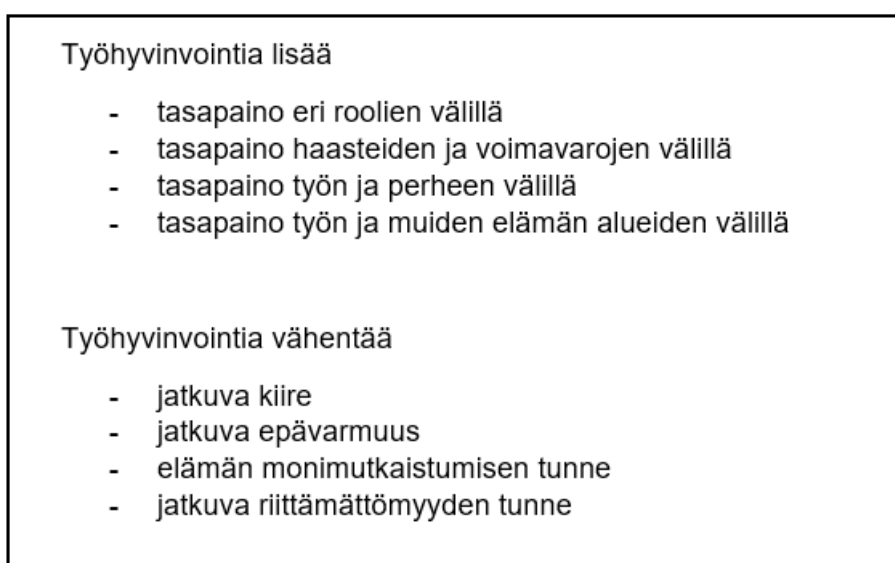 Työhyvinvointia lisää
- tasapaino eri roolien välillä
- tasapaino haasteiden ja voimavarojen välillä
- tasapaino työn ja perheen välillä
- tasapaino työn ja muiden elämän alueiden välillä
Työhyvinvointia vähentää
- jatkuva kiire
- jatkuva epävarmuus
- elämän monimutkaistumisen tunne
- jatkuva riittämättömyyden tunne